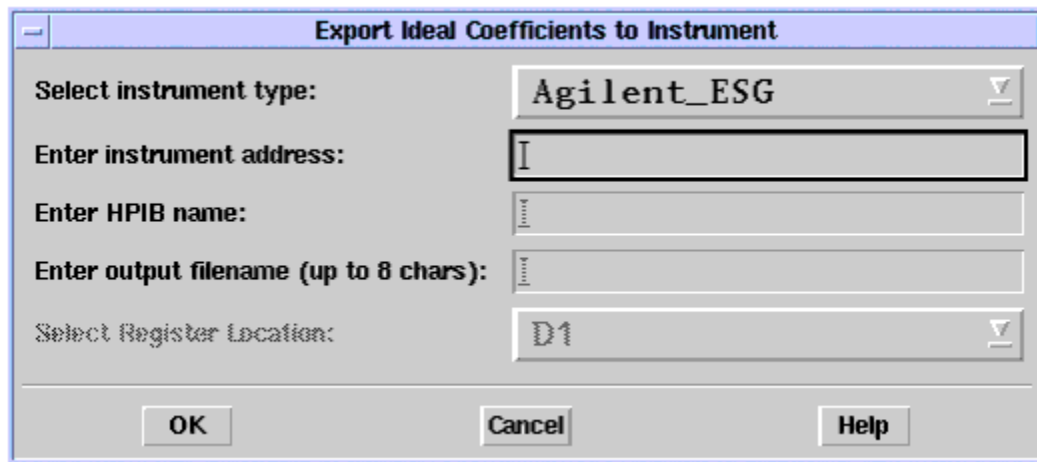 Export Ideal Coefficients to Instrument
Select instrument type: Agilent_ESG
Enter instrument address:
Enter HPIB name:
Enter output filename (up to 8 chars):
Select Register Location: D1
OK Cancel Help